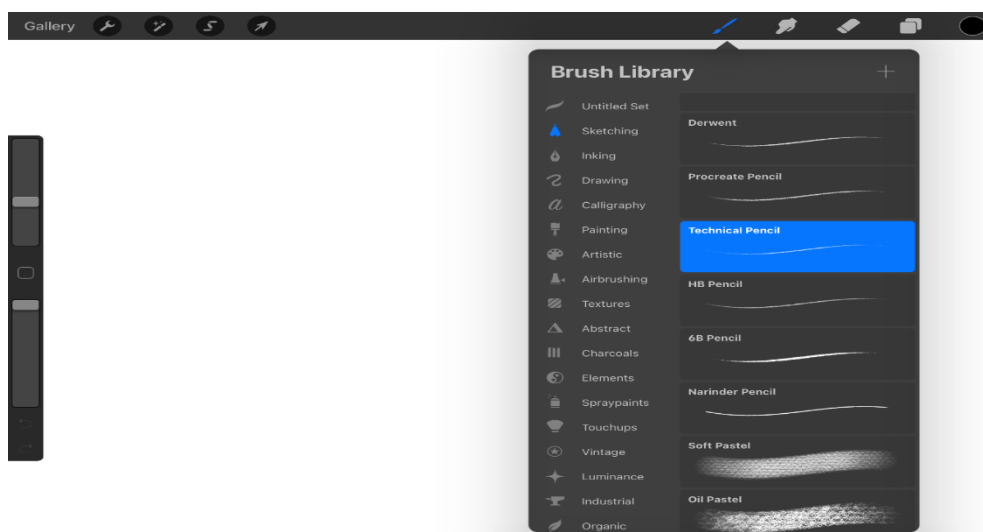 Gallery
Brush Library
Untitled Set
Sketching
Inking
Drawing
Calligraphy
Painting
Artistic
Airbrushing
Textures
Abstract
Charcoals
Elements
Spraypaints
Touchups
Vintage
Luminance
Industrial
Organic
Derwent
Procreate Pencil
Technical Pencil
HB Pencil
6B Pencil
Narinder Pencil
Soft Pastel
Oil Pastel